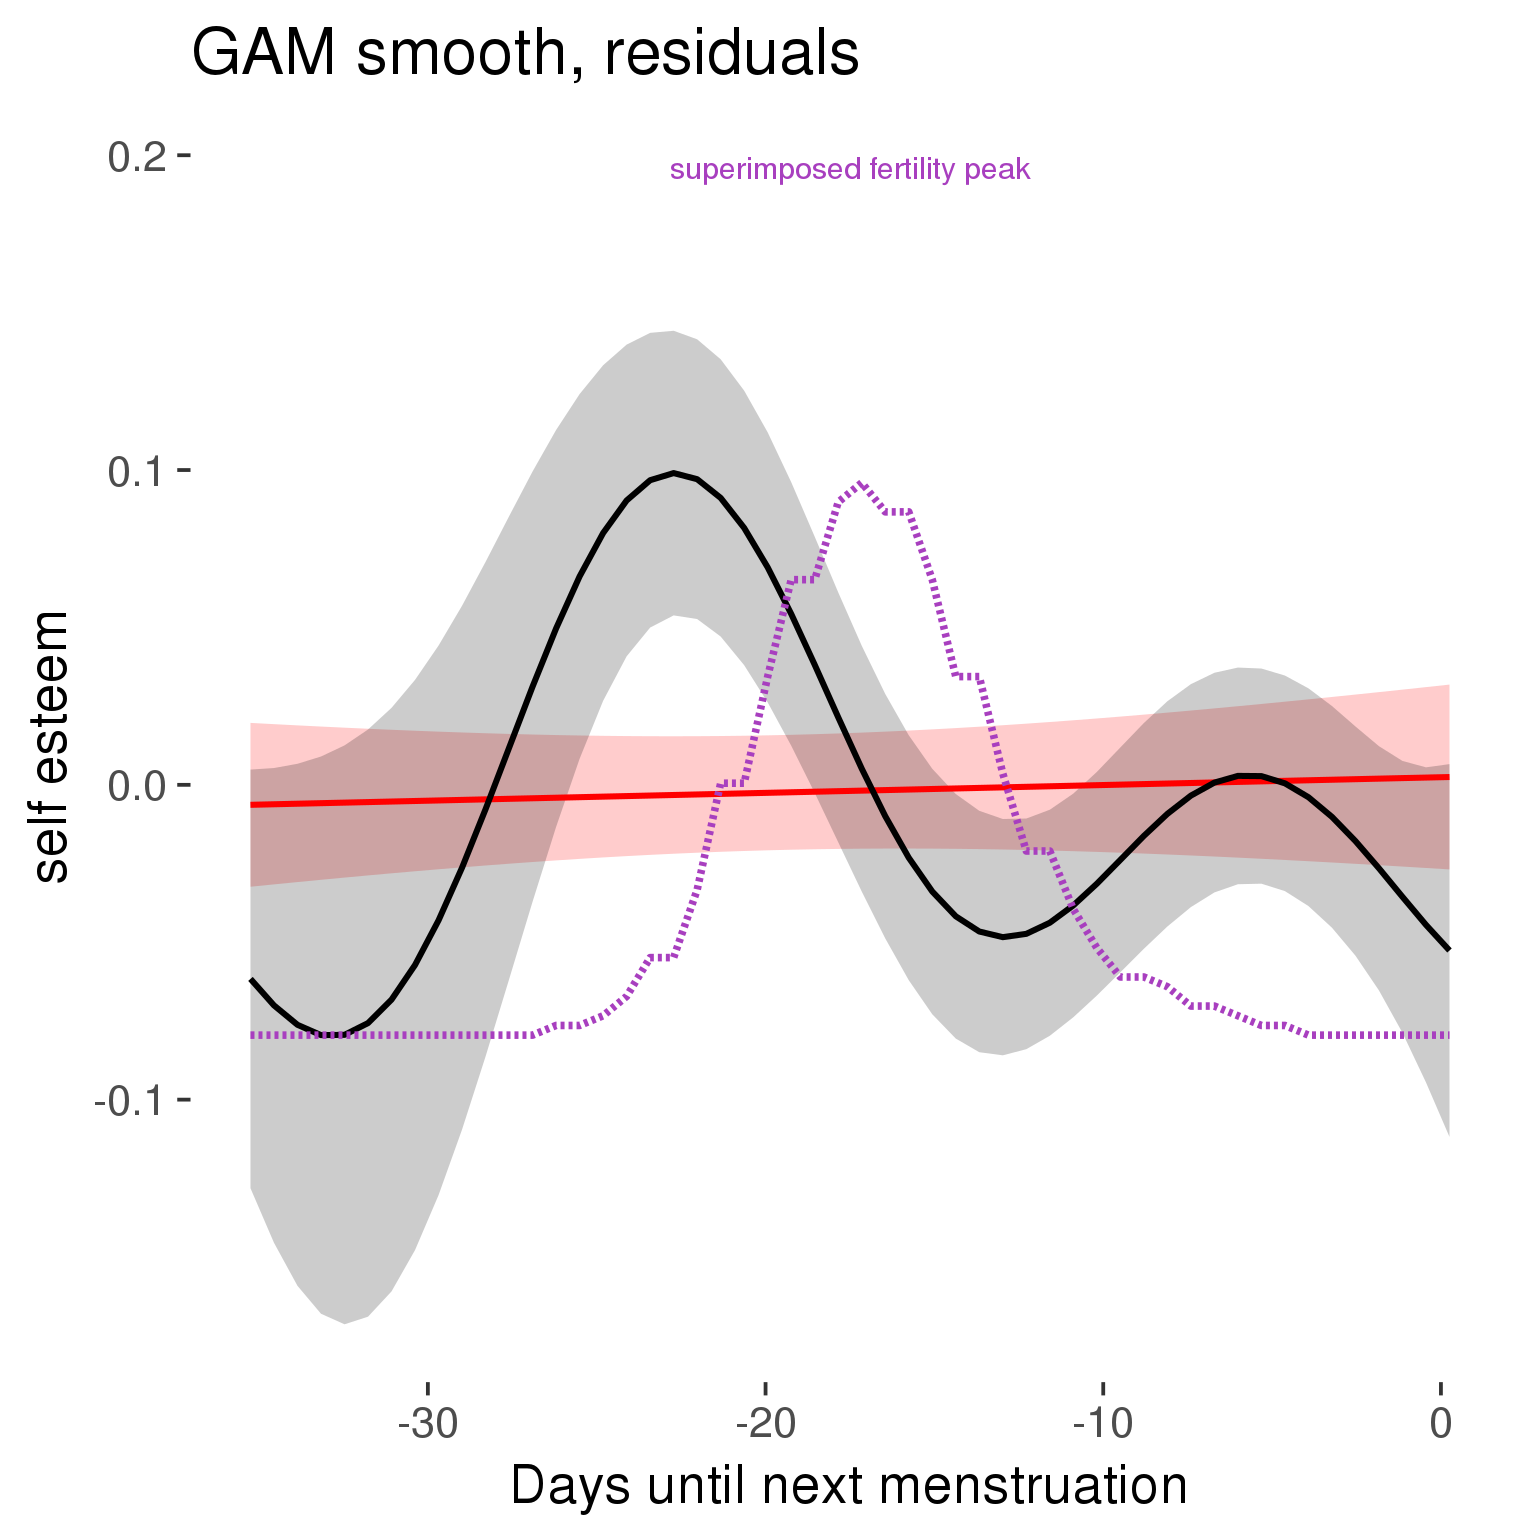 GAM smooth, residuals
superimposed fertility peak
0.2
0.1
0.0
-0.1
self esteem
-30
-20
-10
0
Days until next menstruation